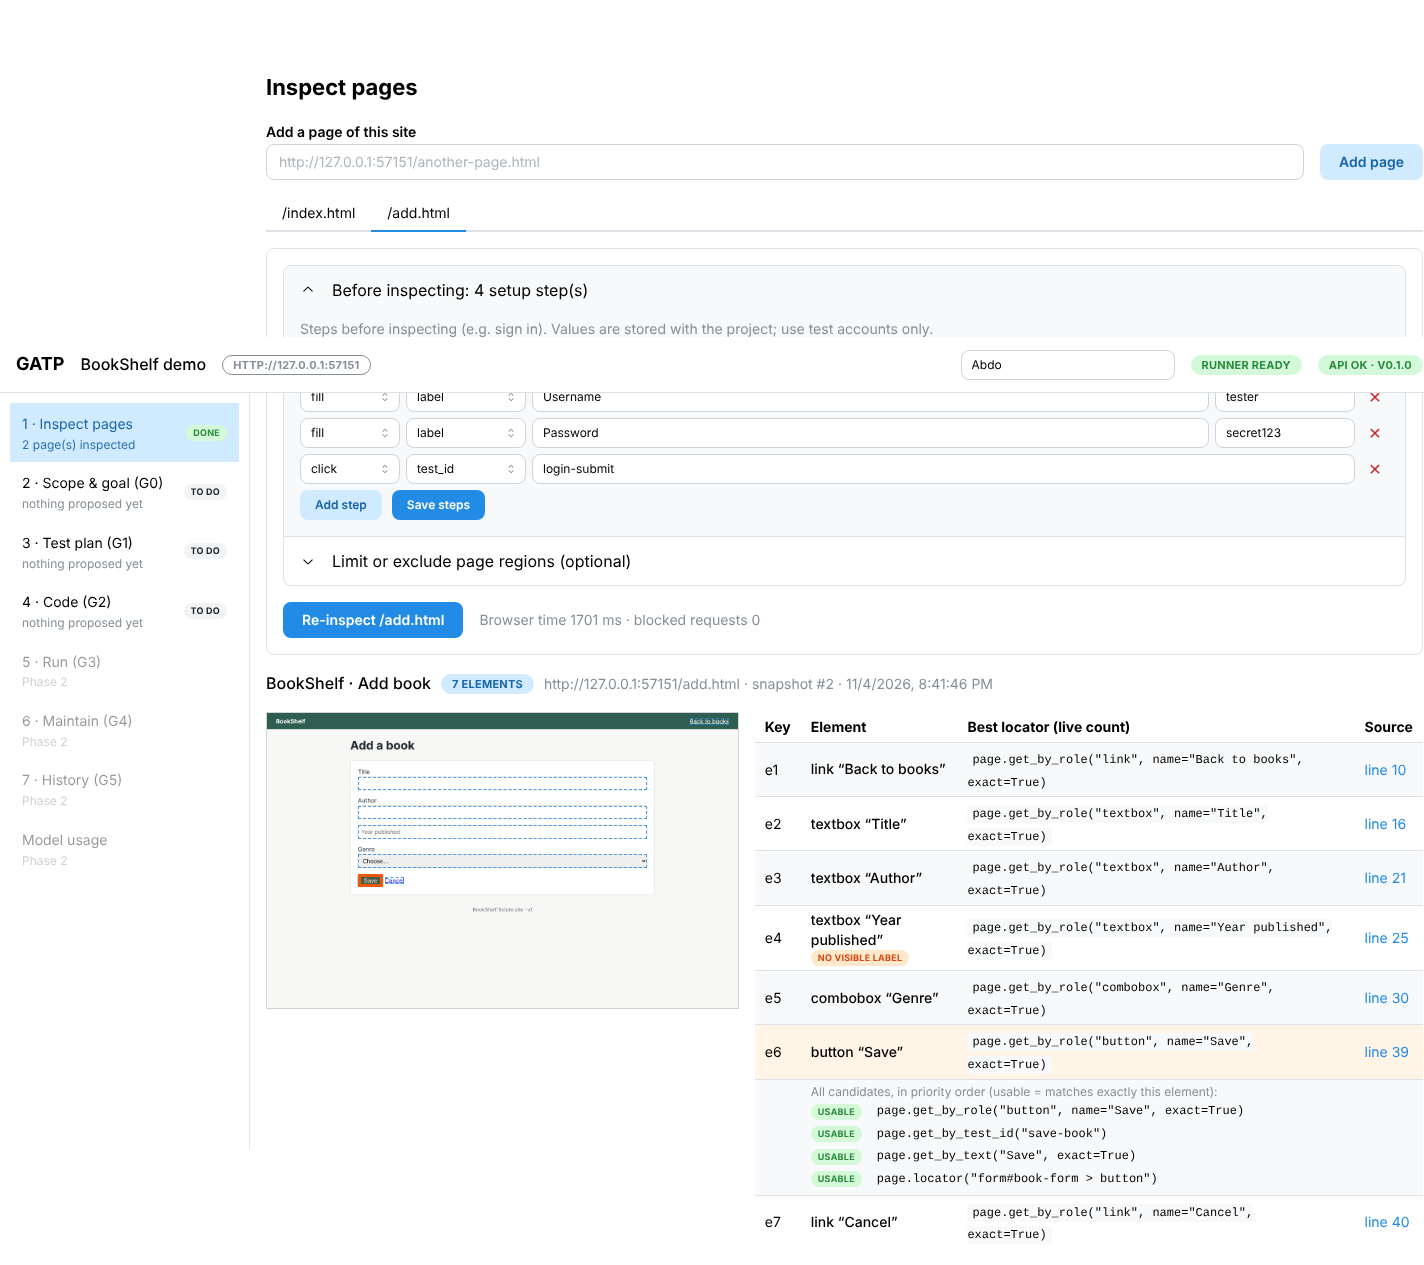 Inspect pages
Add a page of this site
http://127.0.0.1:57151/another-page.html
Add page
/index.html
/add.html
Before inspecting: 4 setup step(s)
Steps before inspecting (e.g. sign in). Values are stored with the project; use test accounts only.
GATP
BookShelf demo
HTTP://127.0.0.1:57151
Abdo
RUNNER READY
API OK · V0.1.0
1 · Inspect pages
2 page(s) inspected
DONE
2 · Scope & goal (G0)
nothing proposed yet
TO DO
3 · Test plan (G1)
nothing proposed yet
TO DO
4 · Code (G2)
nothing proposed yet
TO DO
5 · Run (G3)
Phase 2
6 · Maintain (G4)
Phase 2
7 · History (G5)
Phase 2
Model usage
Phase 2
fill label Username tester
fill label Password secret123
click test_id login-submit
Add step
Save steps
Limit or exclude page regions (optional)
Re-inspect /add.html
Browser time 1701 ms · blocked requests 0
BookShelf · Add book
7 ELEMENTS
http://127.0.0.1:57151/add.html · snapshot #2 · 11/4/2026, 8:41:46 PM
BookShelf
Back to books
Add a book
Title
Author
Year published
Genre
Choose...
Save
Cancel
BookShelf fixture site · v1
Key Element Best locator (live count) Source
e1 link “Back to books” page.get_by_role("link", name="Back to books",
exact=True) line 10
e2 textbox “Title” page.get_by_role("textbox", name="Title",
exact=True) line 16
e3 textbox “Author” page.get_by_role("textbox", name="Author",
exact=True) line 21
e4 textbox “Year
published”
NO VISIBLE LABEL
page.get_by_role("textbox", name="Year published",
exact=True) line 25
e5 combobox “Genre” page.get_by_role("combobox", name="Genre",
exact=True) line 30
e6 button “Save” page.get_by_role("button", name="Save",
exact=True) line 39
All candidates, in priority order (usable = matches exactly this element):
USABLE page.get_by_role("button", name="Save", exact=True)
USABLE page.get_by_test_id("save-book")
USABLE page.get_by_text("Save", exact=True)
USABLE page.locator("form#book-form > button")
e7 link “Cancel” page.get_by_role("link", name="Cancel",
exact=True) line 40